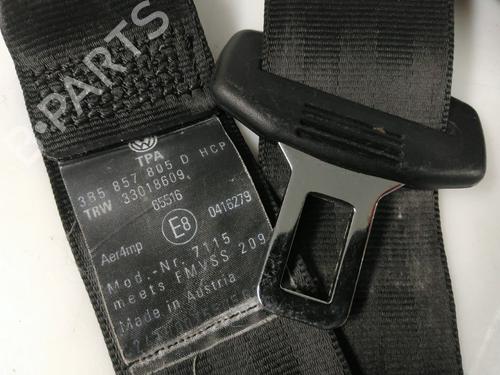 B-PARTS
TPA
3B5 857 805 D HCP
TRW 33018609
05516
E8 0416279
Aer4mp
Mod.-Nr. 7115
meets FMVSS 209
Made in Austria